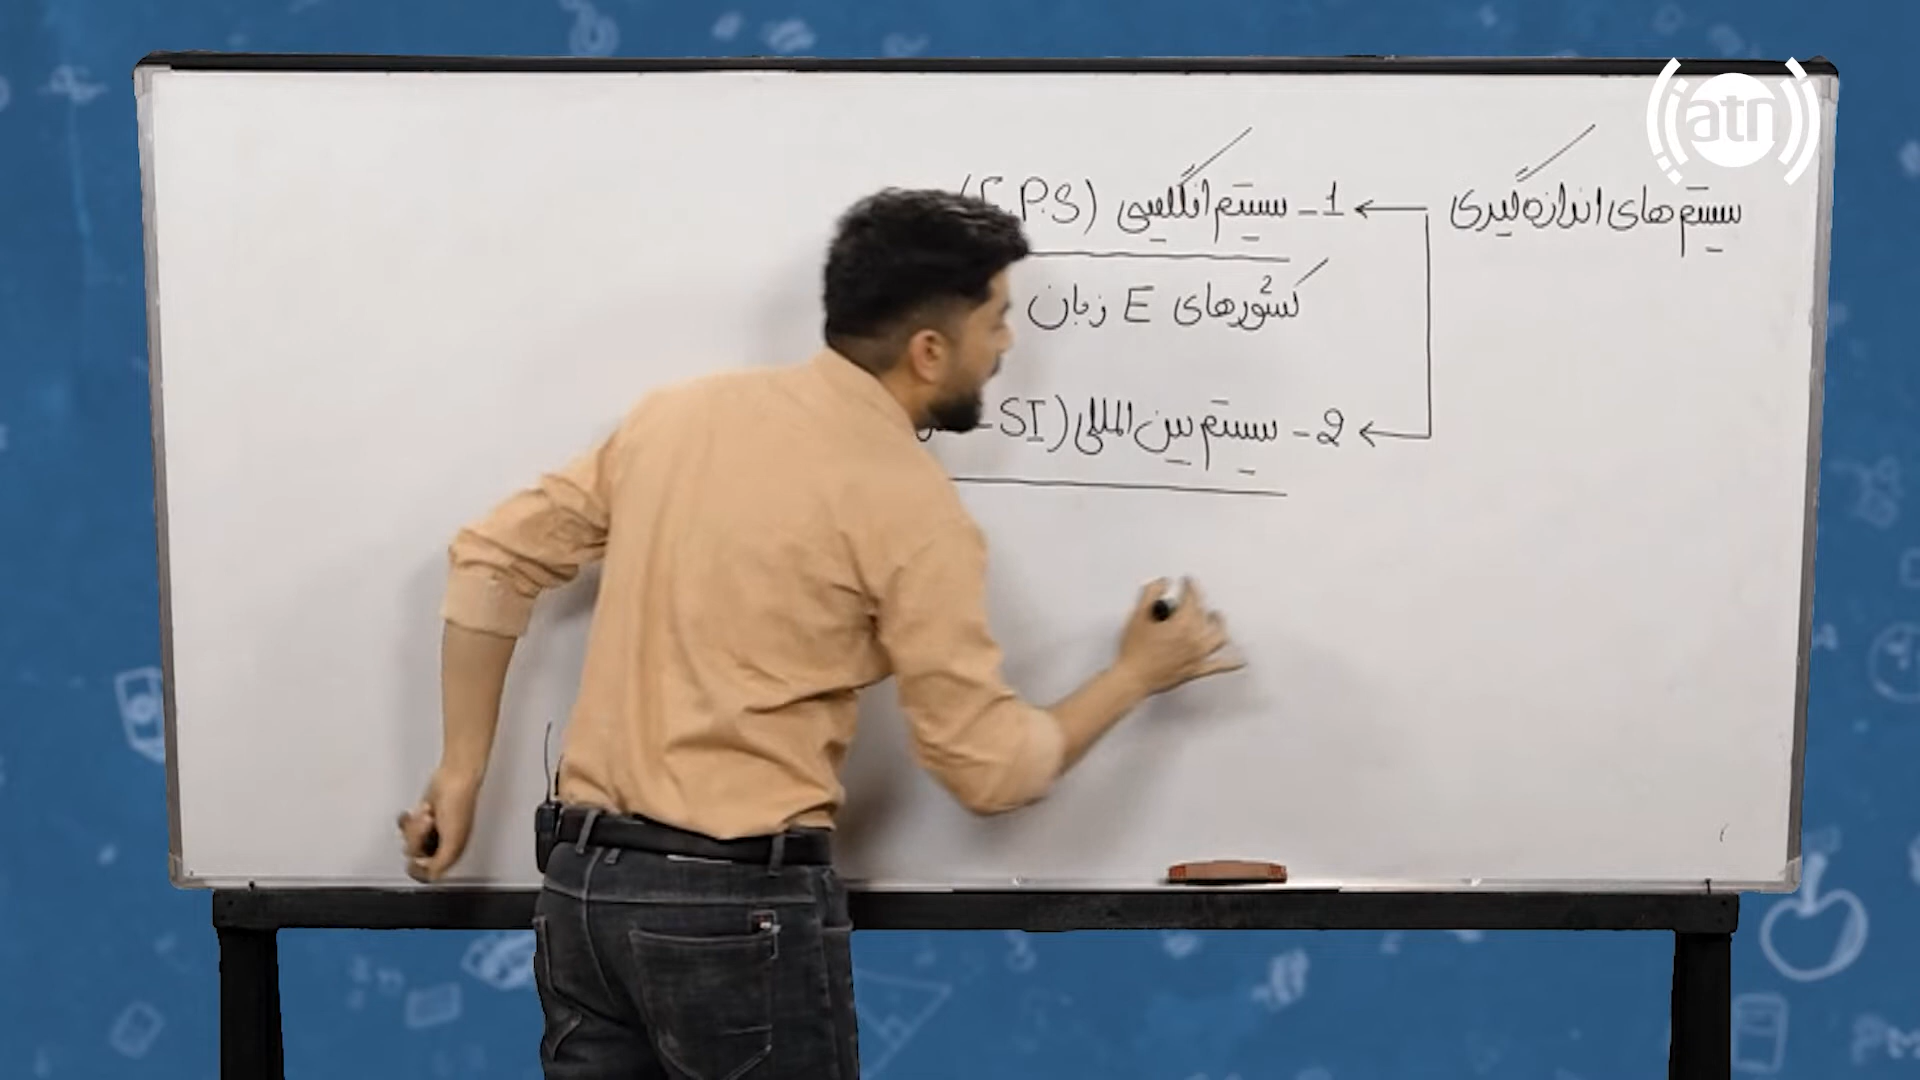 atn
سیستم های اندازه گیری
1- سیستم انگلیسی (F.P.S)
کشورهای E زبان
2- سیستم بین المللی (SI -